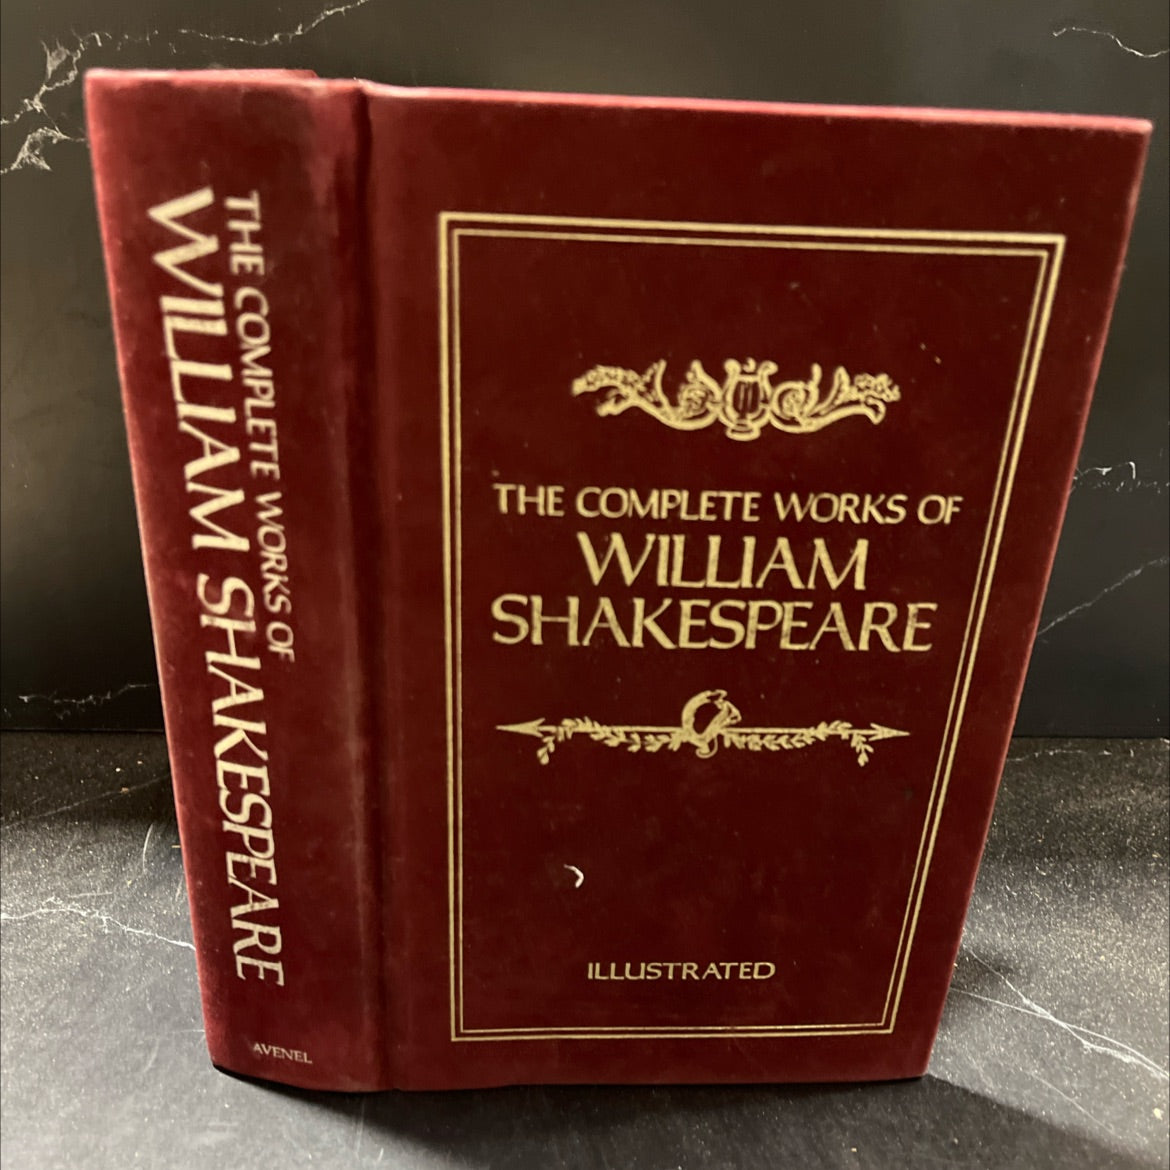 THE COMPLETE WORKS OF
WILLIAM SHAKESPEARE
AVENEL
THE COMPLETE WORKS OF
WILLIAM
SHAKESPEARE
ILLUSTRATED